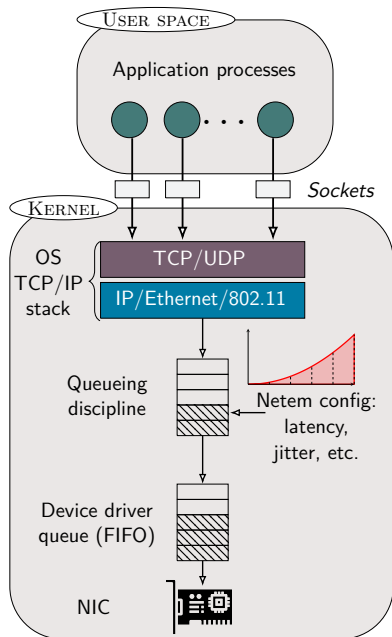 USER SPACE
Application processes
Sockets
KERNEL
OS
TCP/IP
stack
TCP/UDP
IP/Ethernet/802.11
Queueing
discipline
Netem config:
latency,
jitter, etc.
Device driver
queue (FIFO)
NIC